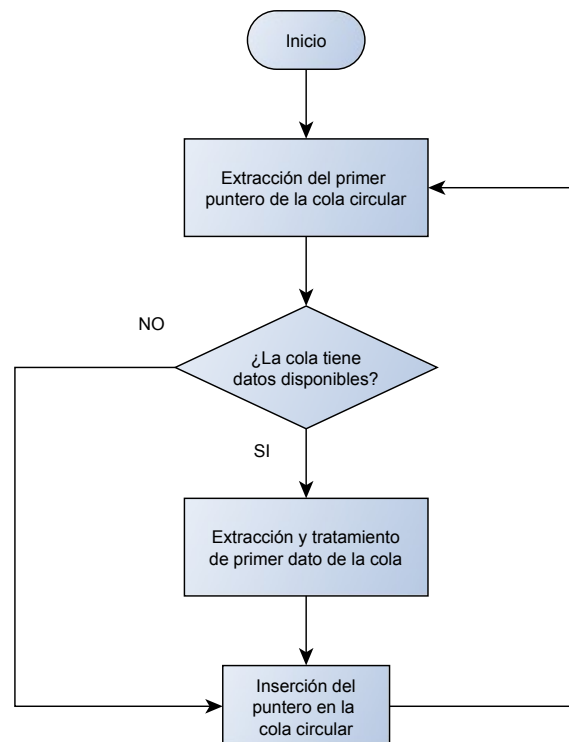 Inicio
Extracción del primer
puntero de la cola circular
NO
¿La cola tiene
datos disponibles?
SI
Extracción y tratamiento
de primer dato de la cola
Inserción del
puntero en la
cola circular